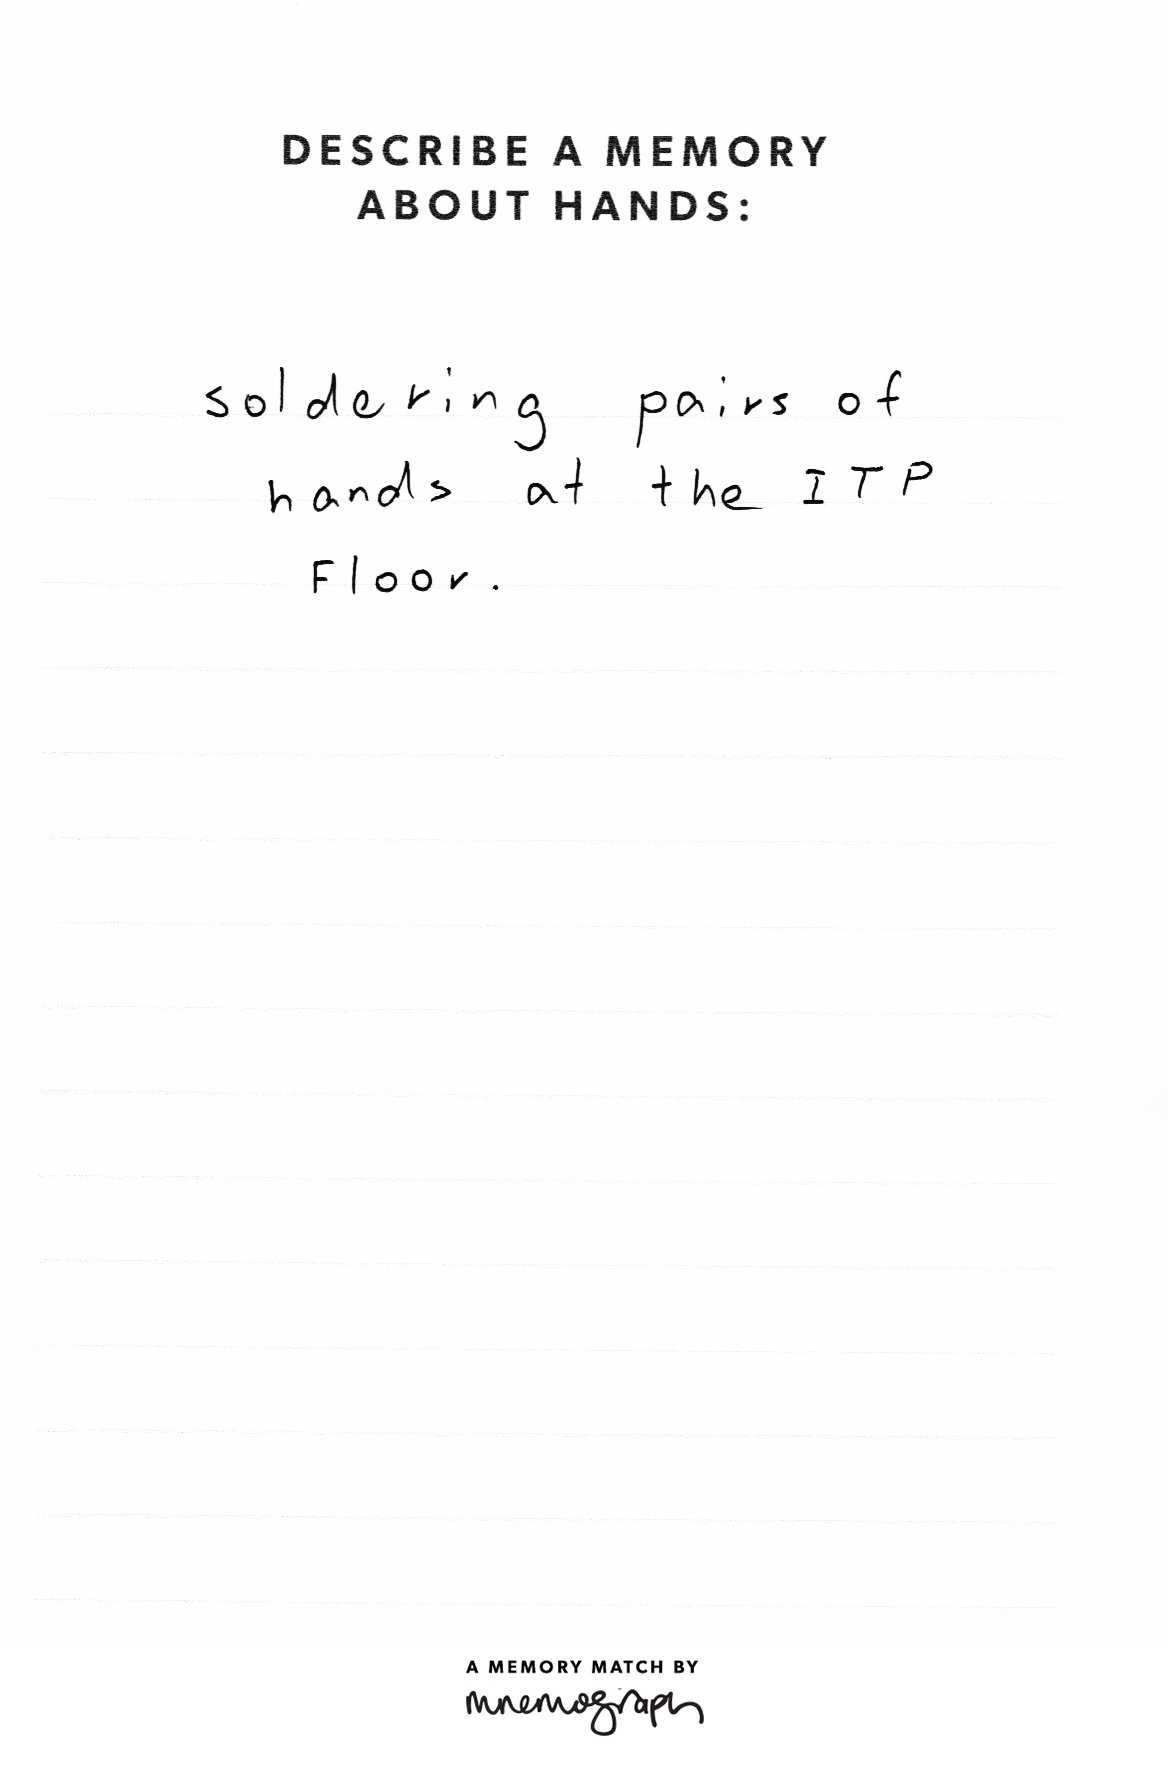 DESCRIBE A MEMORY
ABOUT HANDS:
soldering pairs of
hands at the ITP
Floor.
A MEMORY MATCH BY
mnemograph